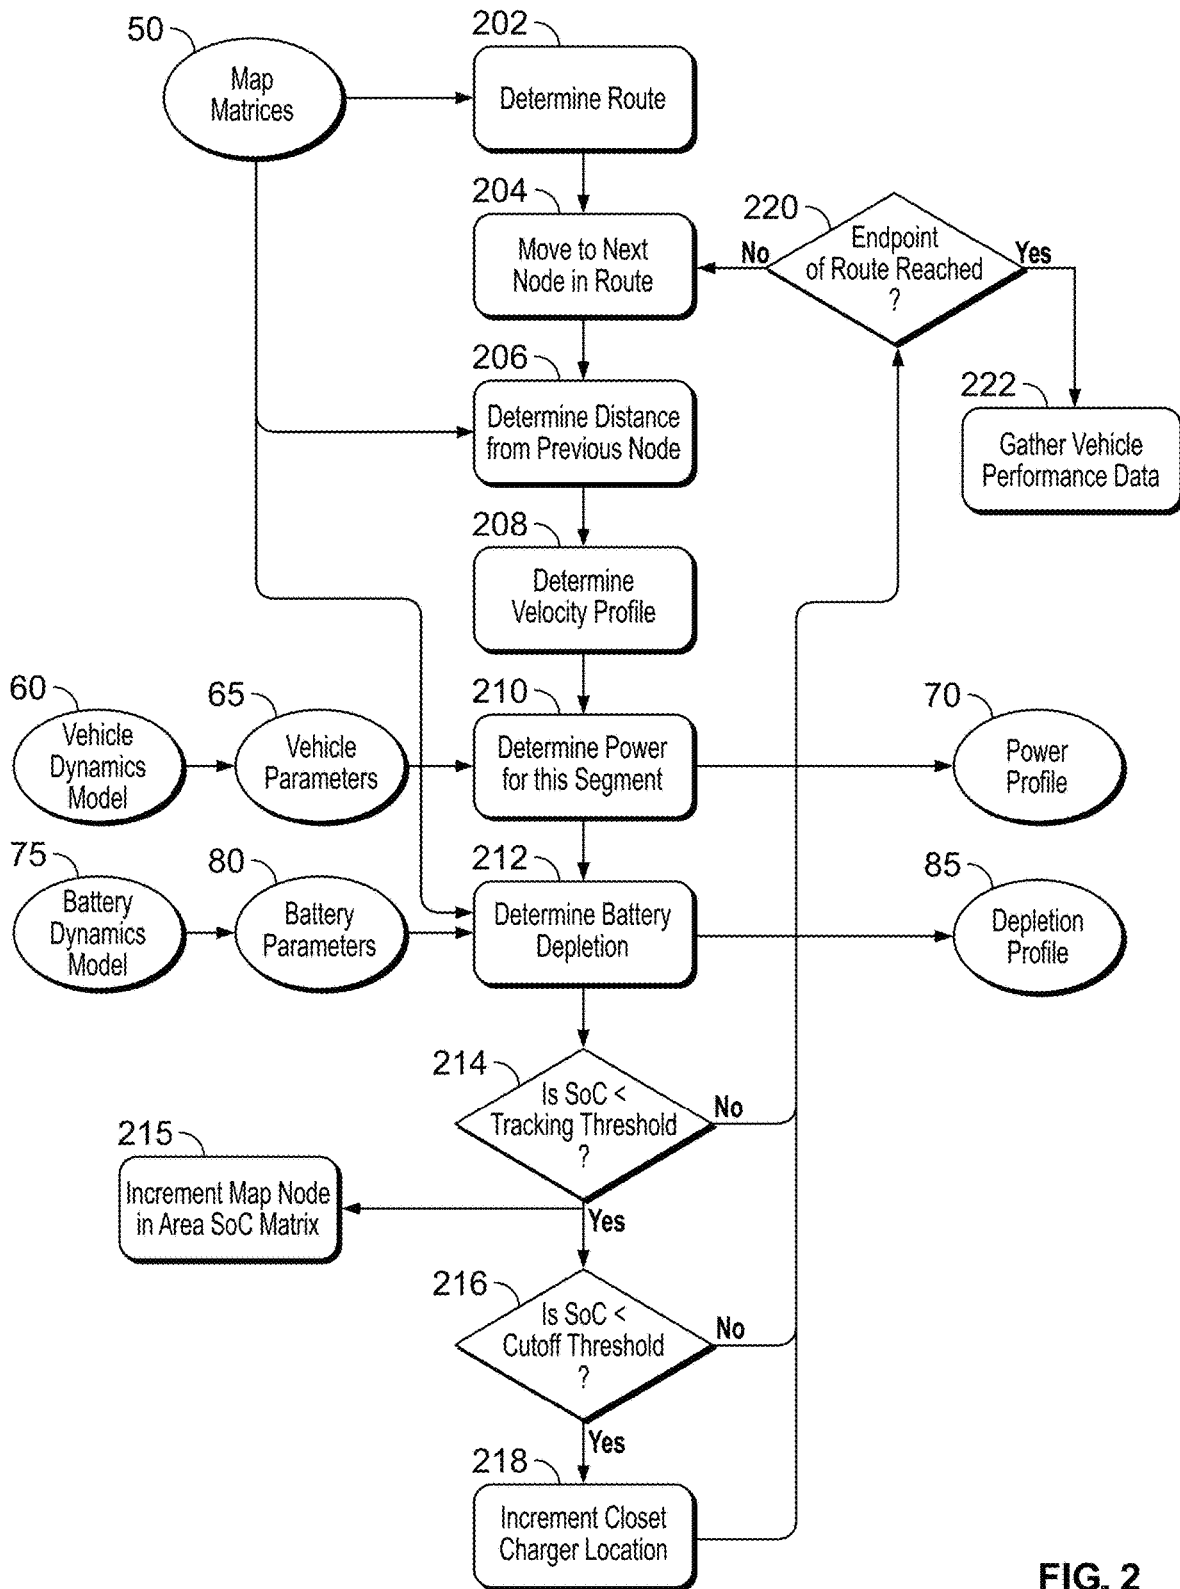 50
Map
Matrices
202
Determine Route
204
Move to Next
Node in Route
220
Endpoint
of Route Reached
?
No
Yes
206
Determine Distance
from Previous Node
222
Gather Vehicle
Performance Data
208
Determine
Velocity Profile
60
Vehicle
Dynamics
Model
65
Vehicle
Parameters
210
Determine Power
for this Segment
70
Power
Profile
75
Battery
Dynamics
Model
80
Battery
Parameters
212
Determine Battery
Depletion
85
Depletion
Profile
214
Is SoC <
Tracking Threshold
?
No
Yes
215
Increment Map Node
in Area SoC Matrix
216
Is SoC <
Cutoff Threshold
?
No
Yes
218
Increment Closet
Charger Location
FIG. 2